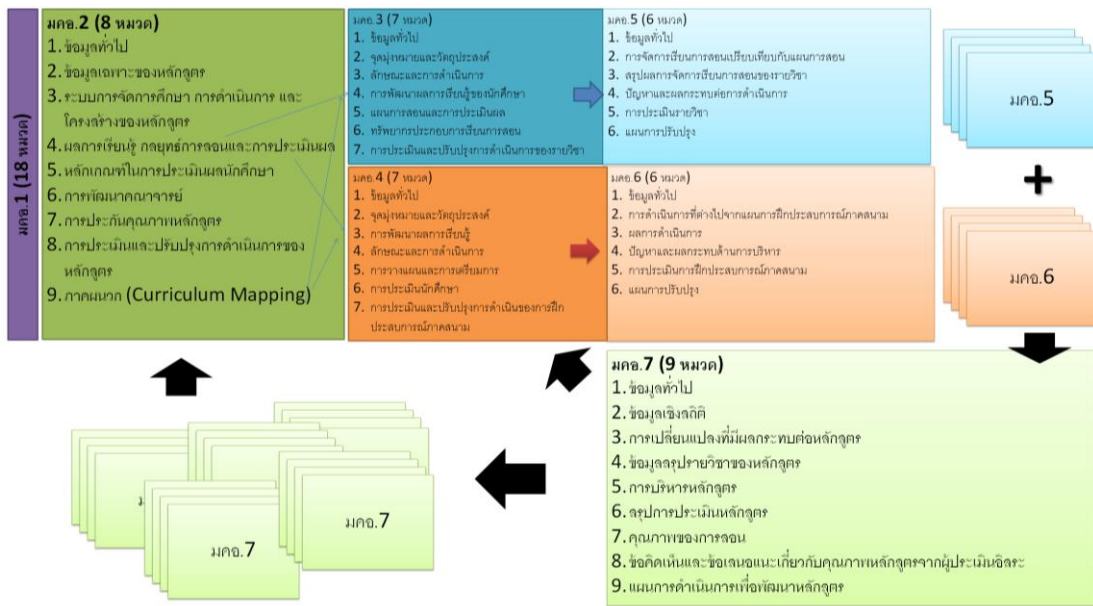 มคอ.1 (18 หมวด)
มคอ.2 (8 หมวด)
1. ข้อมูลทั่วไป
2. ข้อมูลเฉพาะของหลักสูตร
3. ระบบการจัดการศึกษา การดำเนินการ และ
โครงสร้างของหลักสูตร
4. ผลการเรียนรู้ กลยุทธ์การสอนและการประเมินผล
5. หลักเกณฑ์ในการประเมินผลนักศึกษา
6. การพัฒนาคณาจารย์
7. การประกันคุณภาพหลักสูตร
8. การประเมินและปรับปรุงการดำเนินการของ
หลักสูตร
9. ภาคผนวก (Curriculum Mapping)
มคอ.3 (7 หมวด)
1. ข้อมูลทั่วไป
2. จุดมุ่งหมายและวัตถุประสงค์
3. ลักษณะและการดำเนินการ
4. การพัฒนาผลการเรียนรู้ของนักศึกษา
5. แผนการสอนและการประเมินผล
6. ทรัพยากรประกอบการเรียนการสอน
7. การประเมินและปรับปรุงการดำเนินการของรายวิชา
มคอ.5 (6 หมวด)
1. ข้อมูลทั่วไป
2. การจัดการเรียนการสอนเปรียบเทียบกับแผนการสอน
3. สรุปผลการจัดการเรียนการสอนของรายวิชา
4. ปัญหาและผลกระทบต่อการดำเนินการ
5. การประเมินรายวิชา
6. แผนการปรับปรุง
มคอ.4 (7 หมวด)
1. ข้อมูลทั่วไป
2. จุดมุ่งหมายและวัตถุประสงค์
3. การพัฒนาผลการเรียนรู้
4. ลักษณะและการดำเนินการ
5. การวางแผนและการเตรียมการ
6. การประเมินนักศึกษา
7. การประเมินและปรับปรุงการดำเนินของการฝึก
ประสบการณ์ภาคสนาม
มคอ.6 (6 หมวด)
1. ข้อมูลทั่วไป
2. การดำเนินการที่ต่างไปจากแผนการฝึกประสบการณ์ภาคสนาม
3. ผลการดำเนินการ
4. ปัญหาและผลกระทบด้านการบริหาร
5. การประเมินการฝึกประสบการณ์ภาคสนาม
6. แผนการปรับปรุง
มคอ.5
+
มคอ.6
มคอ.7 (9 หมวด)
1. ข้อมูลทั่วไป
2. ข้อมูลเชิงสถิติ
3. การเปลี่ยนแปลงที่มีผลกระทบต่อหลักสูตร
4. ข้อมูลสรุปรายวิชาของหลักสูตร
5. การบริหารหลักสูตร
6. สรุปการประเมินหลักสูตร
7. คุณภาพของการสอน
8. ข้อคิดเห็นและข้อเสนอแนะเกี่ยวกับคุณภาพหลักสูตรจากผู้ประเมินอิสระ
9. แผนการดำเนินการเพื่อพัฒนาหลักสูตร
มคอ.7
มคอ.7